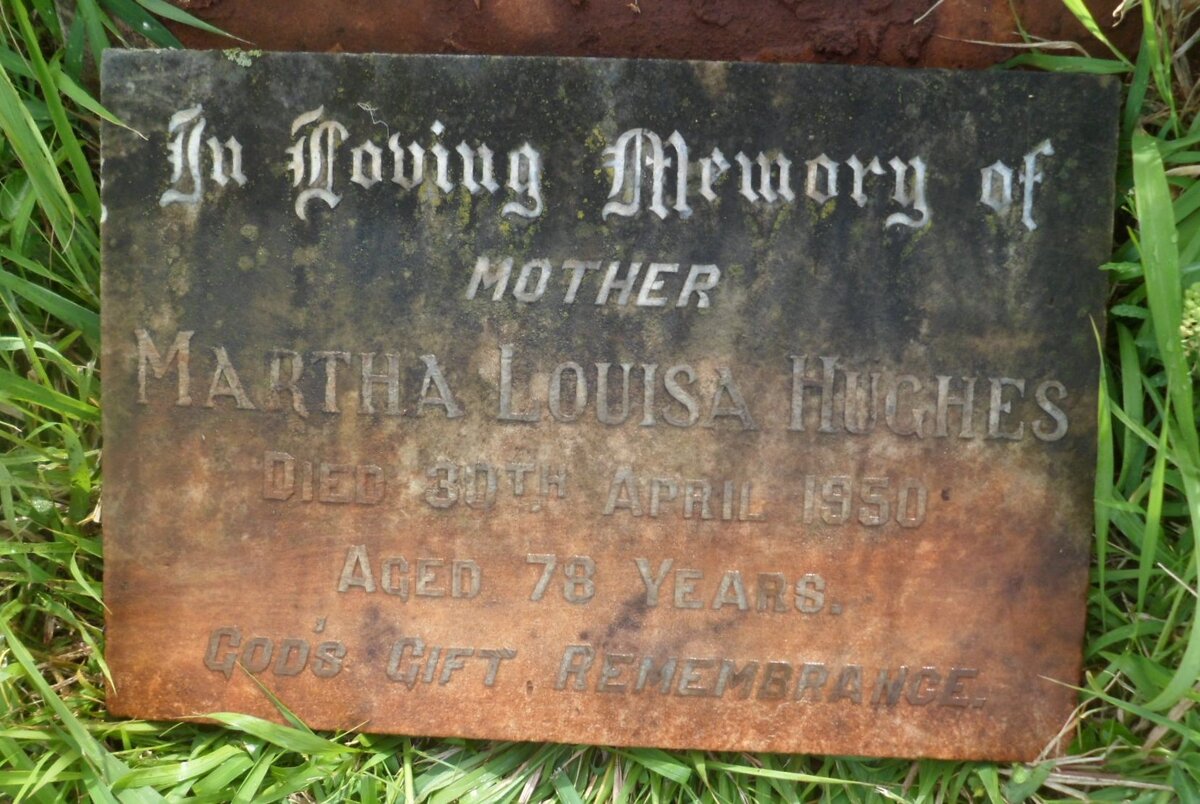 In Loving Memory of
MOTHER
MARTHA LOUISA HUGHES
DIED 30TH APRIL 1950
AGED 78 YEARS.
GOD'S GIFT REMEMBRANCE.